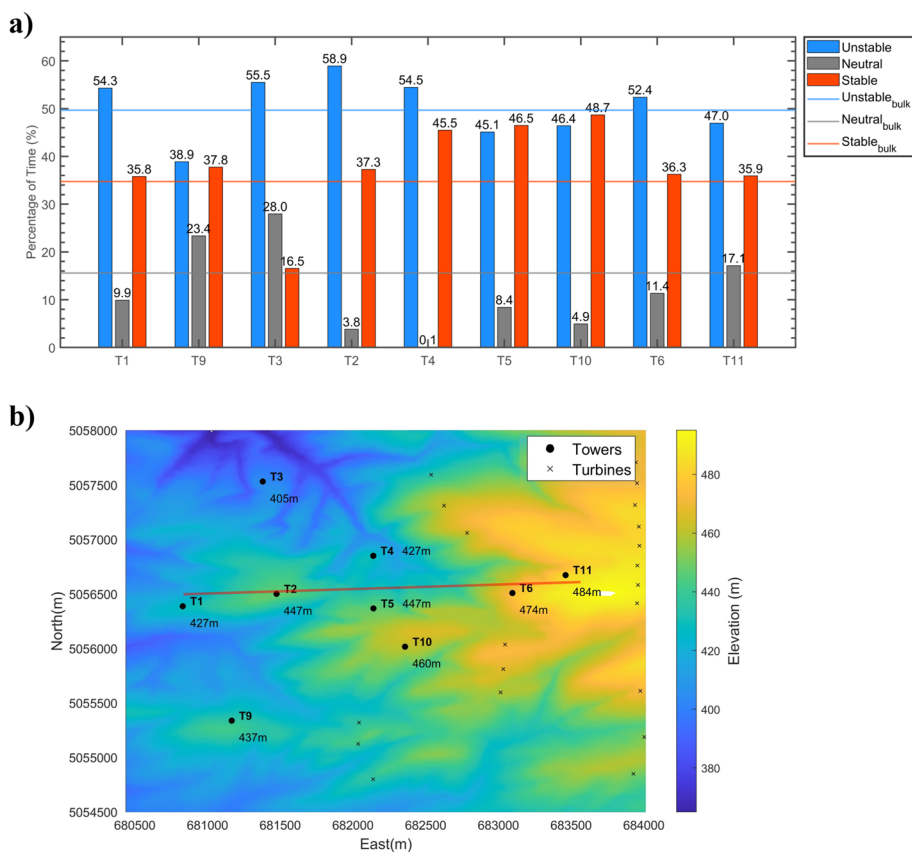 a)
Percentage of Time (%)
60
50
40
30
20
10
0
54.3
9.9
35.8
38.9
23.4
37.8
55.5
28.0
16.5
58.9
3.8
37.3
54.5
0.1
45.5
45.1
8.4
46.5
46.4
4.9
48.7
52.4
11.4
36.3
47.0
17.1
35.9
T1 T9 T3 T2 T4 T5 T10 T6 T11
Unstable
Neutral
Stable
Unstable bulk
Neutral bulk
Stable bulk
b)
North(m)
5058000
5057500
5057000
5056500
5056000
5055500
5055000
5054500
Towers
Turbines
T3
405m
T4 427m
T11
484m
T1
427m
T2
447m
T5 447m
T6
474m
T10
460m
T9
437m
680500 681000 681500 682000 682500 683000 683500 684000
East(m)
480
460
440
420
400
380
Elevation (m)